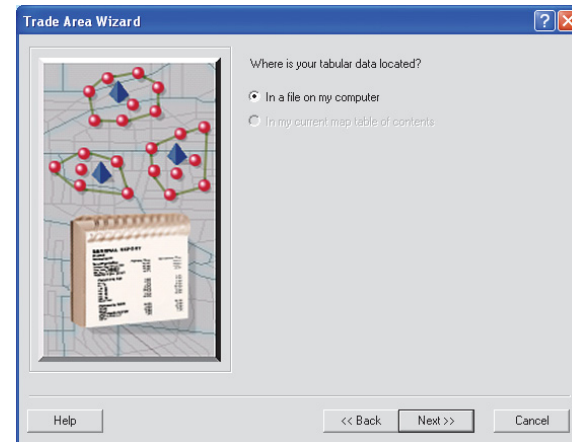 Trade Area Wizard
Where is your tabular data located?
In a file on my computer
In my current map table of contents
Help
<< Back
Next >>
Cancel